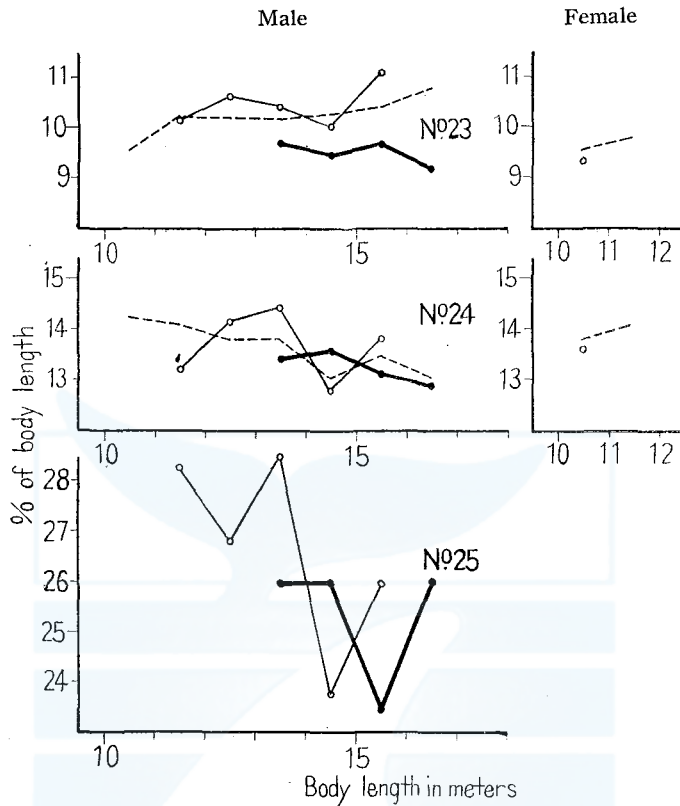 Male Female
11 11
10 10
Nº23
9 9
10 15 10 11 12
15 15
Nº24
14 14
13 13
10 15 10 11 12
% of body length
28
27
26
Nº25
25
24
10 15
Body length in meters